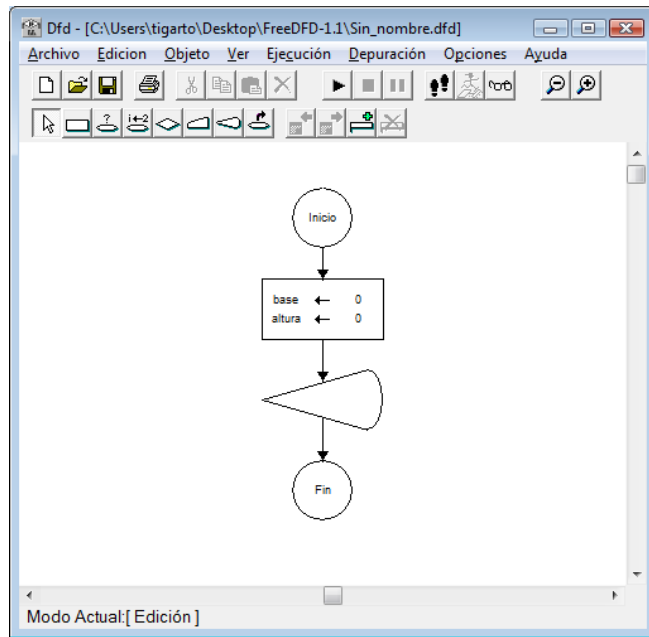 Dfd - [C:\Users\tigarto\Desktop\FreeDFD-1.1\Sin_nombre.dfd]
Archivo Edicion Objeto Ver Ejecución Depuración Opciones Ayuda
? i←2
Inicio
base ← 0
altura ← 0
Fin
Modo Actual:[ Edición ]